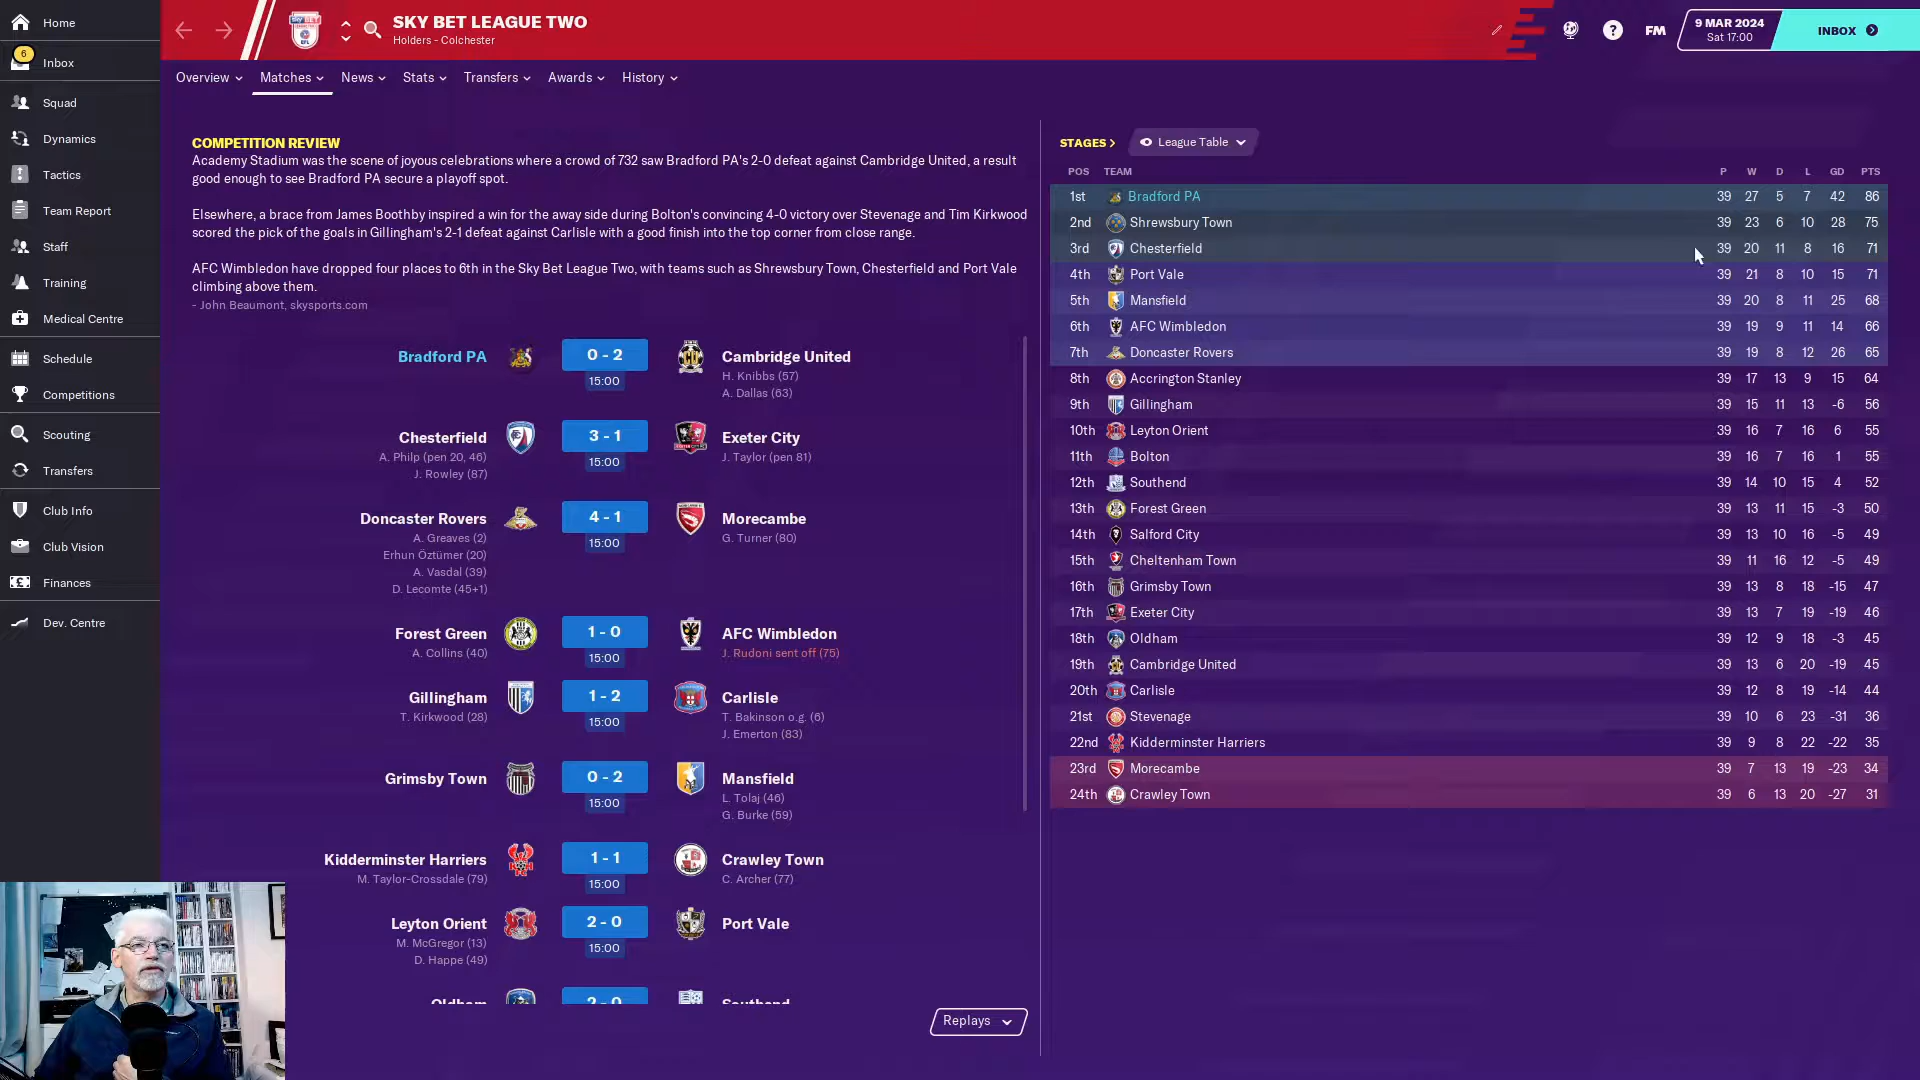 Home
6
Inbox
Squad
Dynamics
Tactics
Team Report
Staff
Training
Medical Centre
Schedule
Competitions
Scouting
Transfers
Club Info
Club Vision
Finances
Dev. Centre
SKY BET LEAGUE TWO
Holders - Colchester
FM
9 MAR 2024
Sat 17:00
INBOX
Overview Matches News Stats Transfers Awards History
COMPETITION REVIEW
Academy Stadium was the scene of joyous celebrations where a crowd of 732 saw Bradford PA's 2-0 defeat against Cambridge United, a result
good enough to see Bradford PA secure a playoff spot.
Elsewhere, a brace from James Boothby inspired a win for the away side during Bolton's convincing 4-0 victory over Stevenage and Tim Kirkwood
scored the pick of the goals in Gillingham's 2-1 defeat against Carlisle with a good finish into the top corner from close range.
AFC Wimbledon have dropped four places to 6th in the Sky Bet League Two, with teams such as Shrewsbury Town, Chesterfield and Port Vale
climbing above them.
- John Beaumont, skysports.com
Bradford PA 0 - 2 Cambridge United
15:00 H. Knibbs (57)
A. Dallas (63)
Chesterfield 3 - 1 Exeter City
A. Philp (pen 20, 46) 15:00 J. Taylor (pen 81)
J. Rowley (87)
Doncaster Rovers 4 - 1 Morecambe
A. Greaves (2) 15:00 G. Turner (80)
Erhun Öztümer (20)
A. Vasdal (39)
D. Lecomte (45+1)
Forest Green 1 - 0 AFC Wimbledon
A. Collins (40) 15:00 J. Rudoni sent off (75)
Gillingham 1 - 2 Carlisle
T. Kirkwood (28) 15:00 T. Bakinson o.g. (6)
J. Emerton (83)
Grimsby Town 0 - 2 Mansfield
15:00 L. Tolaj (46)
G. Burke (59)
Kidderminster Harriers 1 - 1 Crawley Town
M. Taylor-Crossdale (79) 15:00 C. Archer (77)
Leyton Orient 2 - 0 Port Vale
M. McGregor (13) 15:00
D. Happe (49)
Oldham 2 - 0 Southend
Replays
STAGES > League Table
POS TEAM P W D L GD PTS
1st Bradford PA 39 27 5 7 42 86
2nd Shrewsbury Town 39 23 6 10 28 75
3rd Chesterfield 39 20 11 8 16 71
4th Port Vale 39 21 8 10 15 71
5th Mansfield 39 20 8 11 25 68
6th AFC Wimbledon 39 19 9 11 14 66
7th Doncaster Rovers 39 19 8 12 26 65
8th Accrington Stanley 39 17 13 9 15 64
9th Gillingham 39 15 11 13 -6 56
10th Leyton Orient 39 16 7 16 6 55
11th Bolton 39 16 7 16 1 55
12th Southend 39 14 10 15 4 52
13th Forest Green 39 13 11 15 -3 50
14th Salford City 39 13 10 16 -5 49
15th Cheltenham Town 39 11 16 12 -5 49
16th Grimsby Town 39 13 8 18 -15 47
17th Exeter City 39 13 7 19 -19 46
18th Oldham 39 12 9 18 -3 45
19th Cambridge United 39 13 6 20 -19 45
20th Carlisle 39 12 8 19 -14 44
21st Stevenage 39 10 6 23 -31 36
22nd Kidderminster Harriers 39 9 8 22 -22 35
23rd Morecambe 39 7 13 19 -23 34
24th Crawley Town 39 6 13 20 -27 31